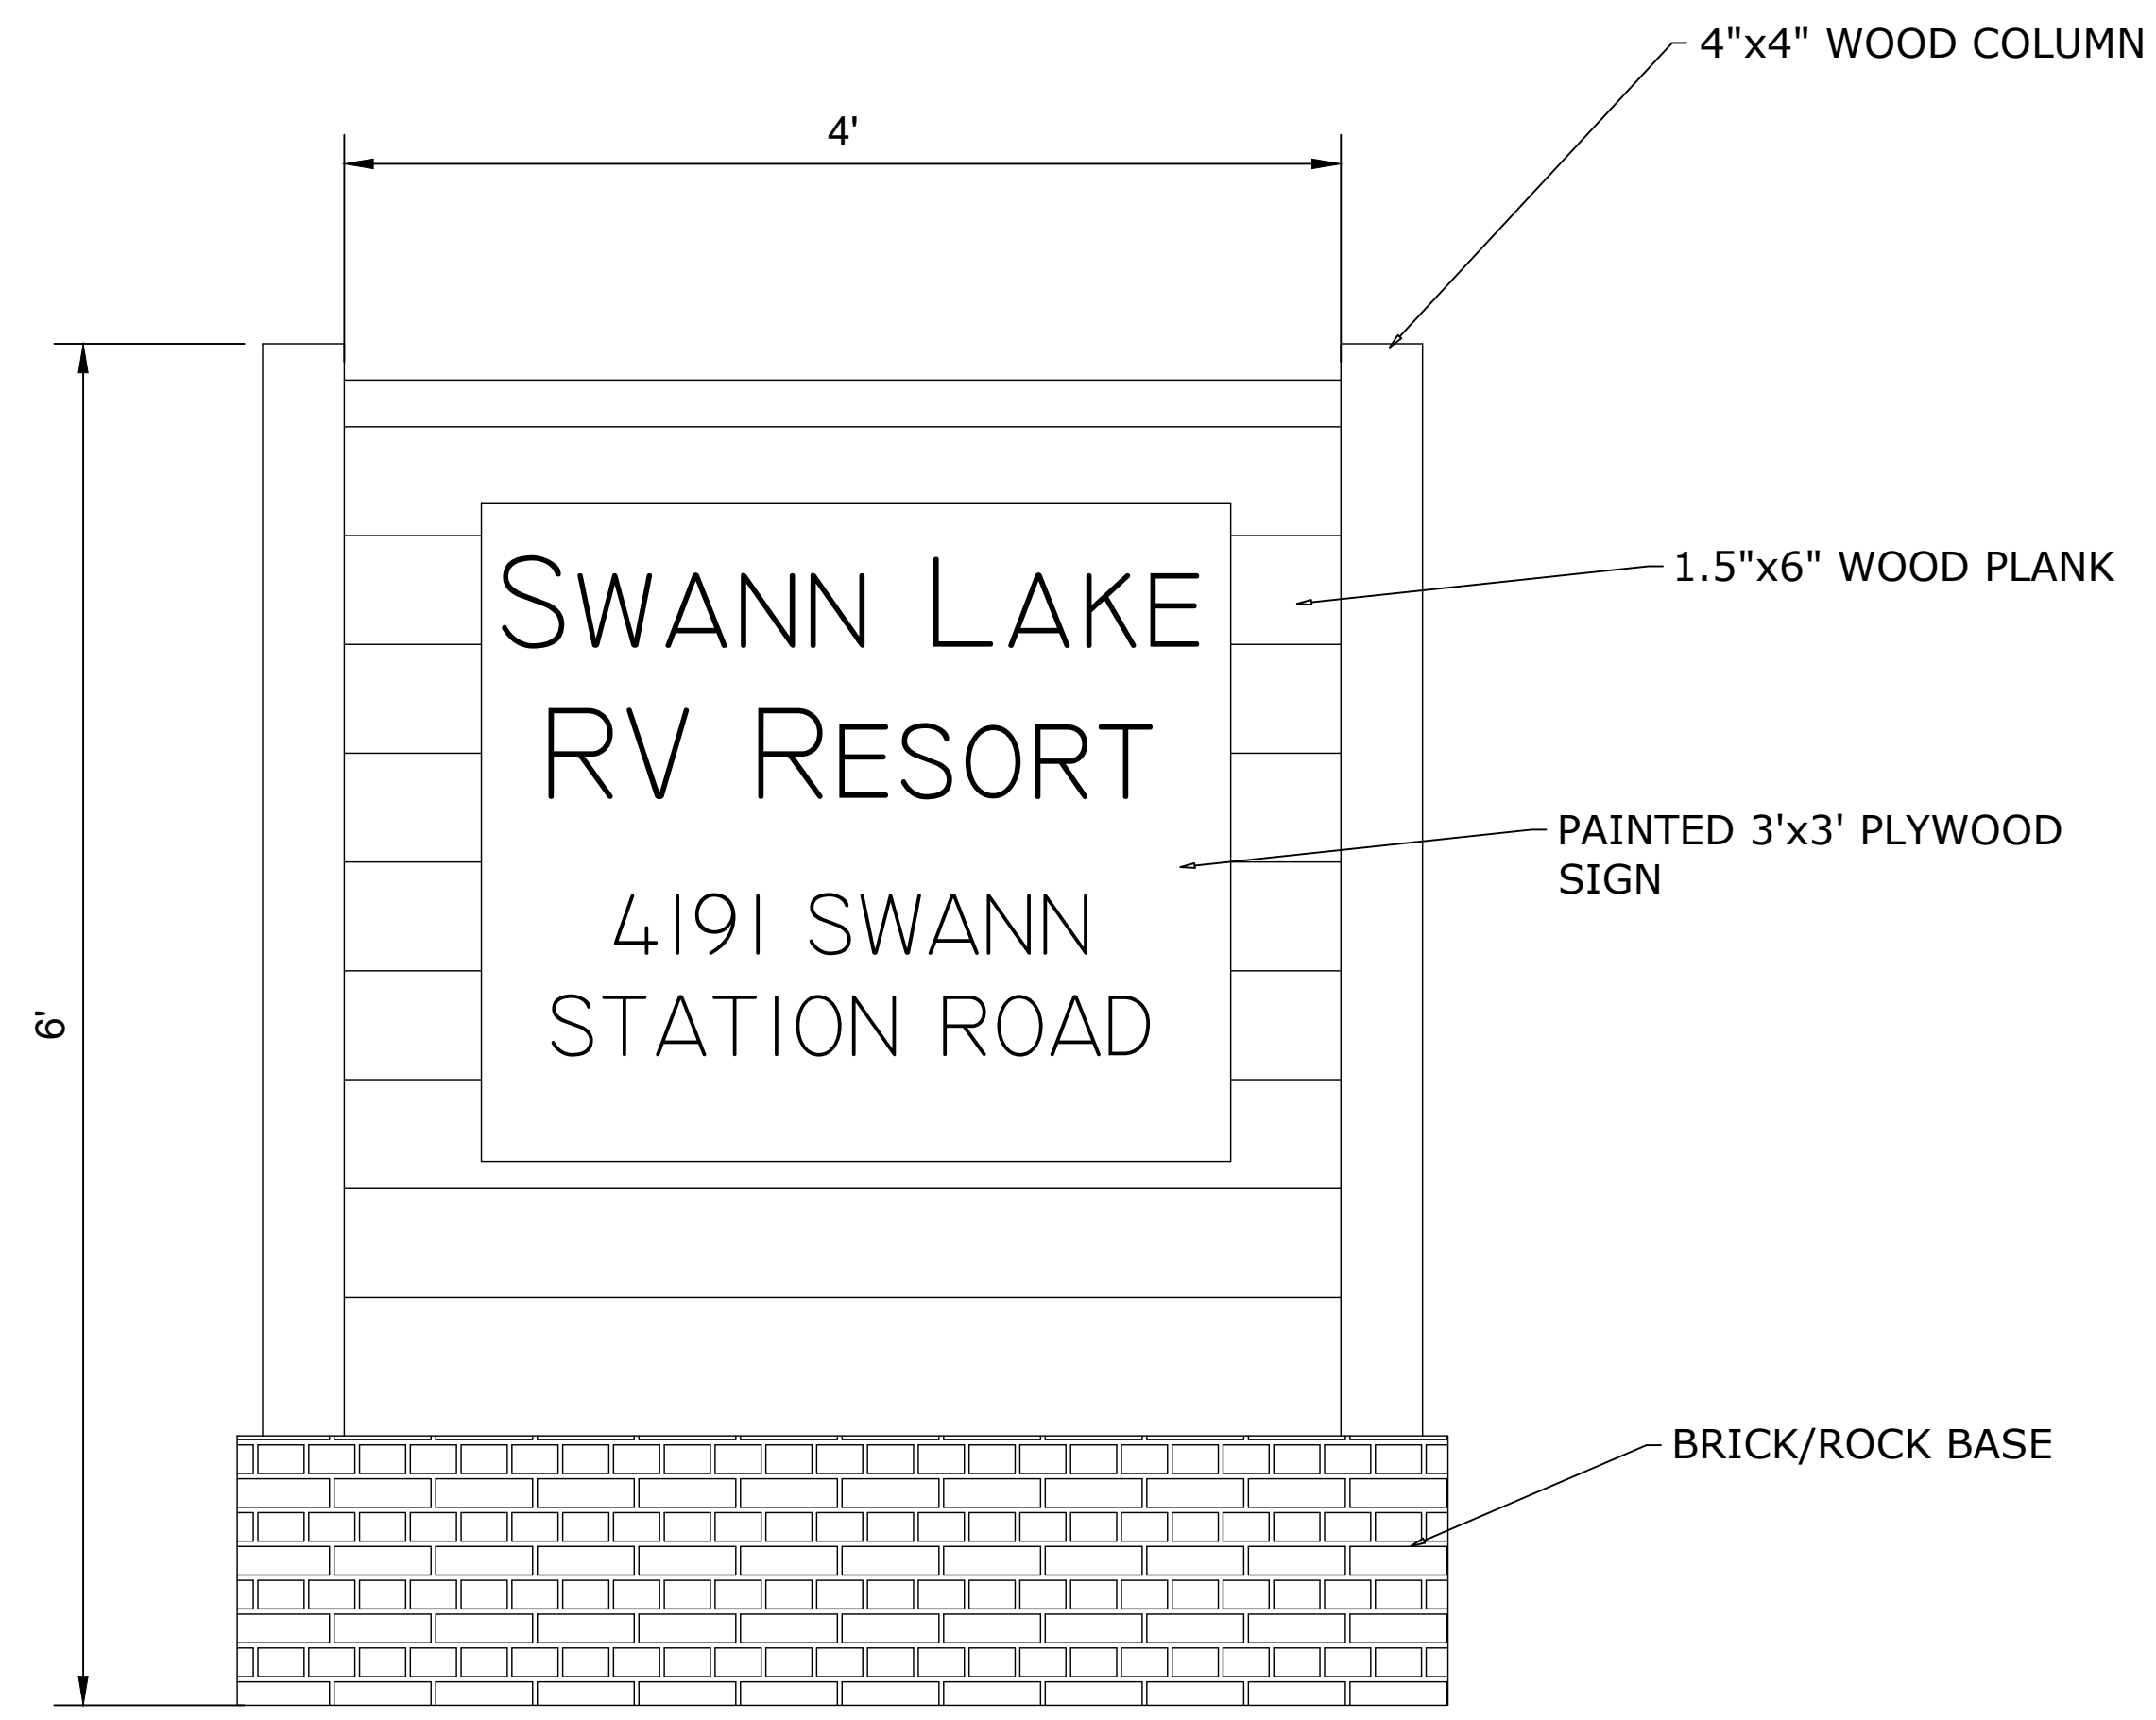 4"x4" WOOD COLUMN
4'
1.5"x6" WOOD PLANK
SWANN LAKE
RV RESORT
PAINTED 3'x3' PLYWOOD
SIGN
4191 SWANN
STATION ROAD
6'
BRICK/ROCK BASE